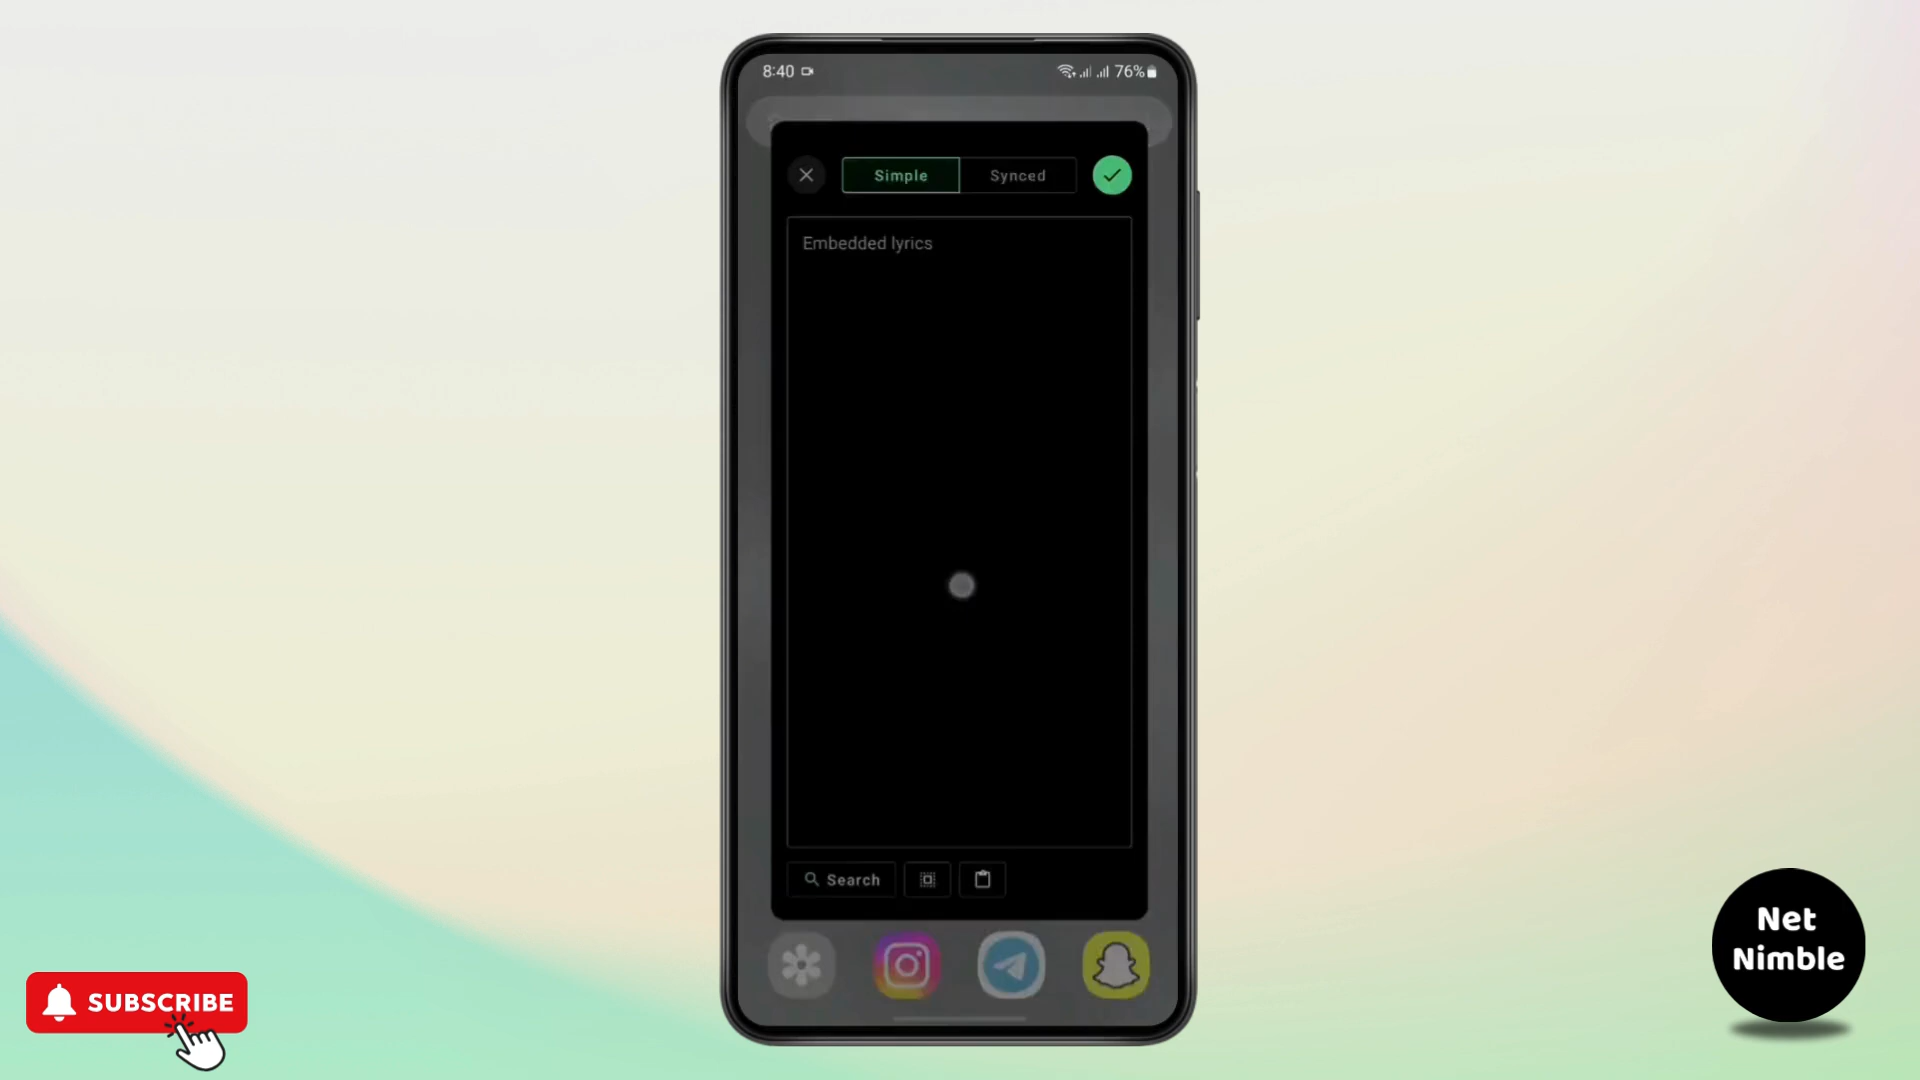 8:40
76%
Simple
Synced
Embedded lyrics
Search
SUBSCRIBE
Net
Nimble